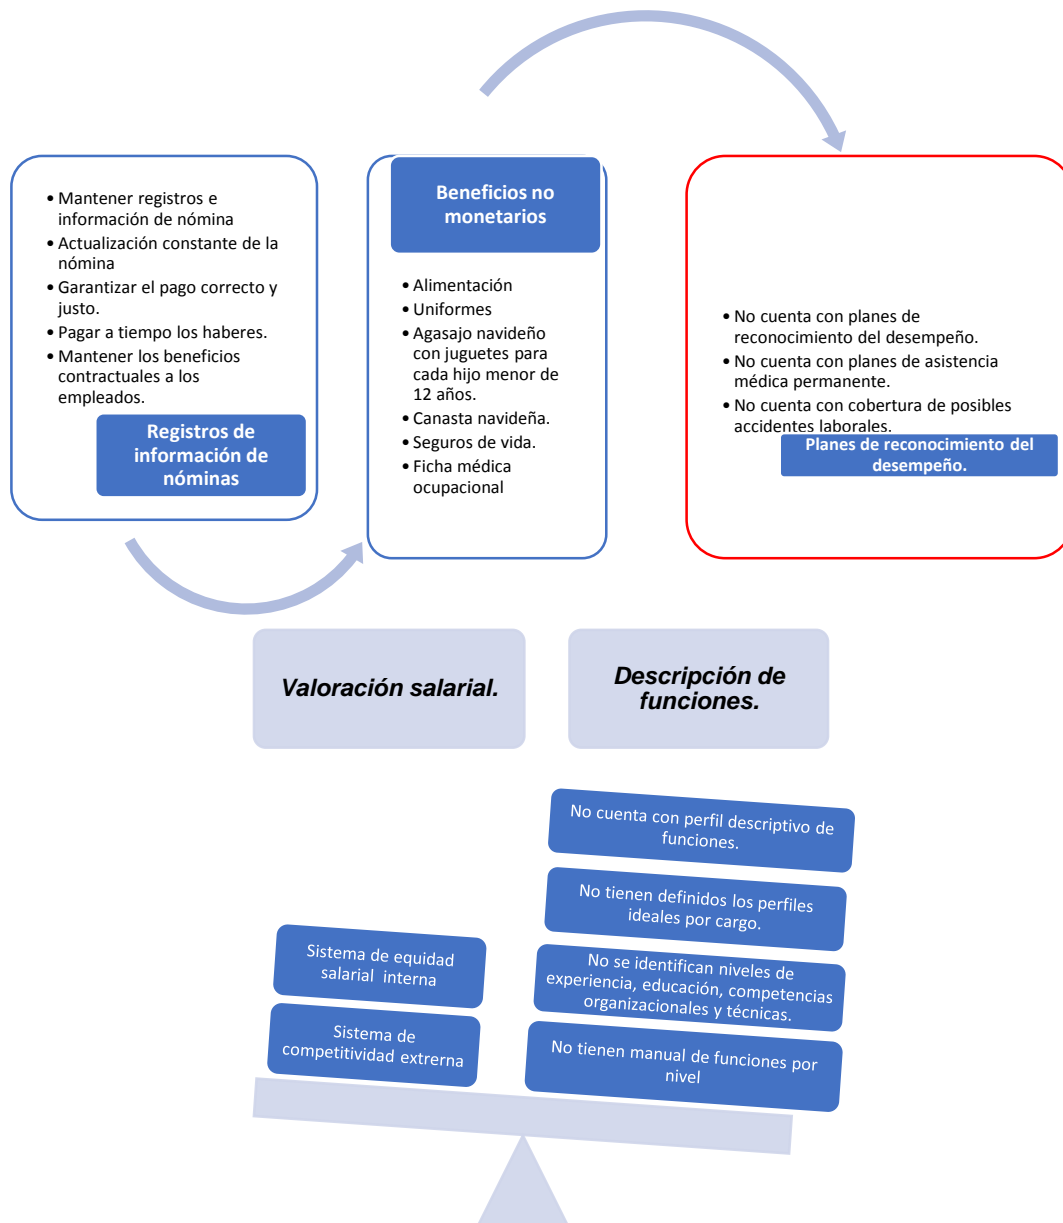 • Mantener registros e
información de nómina
• Actualización constante de la
nómina
• Garantizar el pago correcto y
justo.
• Pagar a tiempo los haberes.
• Mantener los beneficios
contractuales a los
empleados.
Registros de
información de
nóminas
Beneficios no
monetarios
• Alimentación
• Uniformes
• Agasajo navideño
con juguetes para
cada hijo menor de
12 años.
• Canasta navideña.
• Seguros de vida.
• Ficha médica
ocupacional
• No cuenta con planes de
reconocimiento del desempeño.
• No cuenta con planes de asistencia
médica permanente.
• No cuenta con cobertura de posibles
accidentes laborales.
Planes de reconocimiento del
desempeño.
Valoración salarial.
Descripción de
funciones.
Sistema de equidad
salarial interna
Sistema de
competitividad extrerna
No cuenta con perfil descriptivo de
funciones.
No tienen definidos los perfiles
ideales por cargo.
No se identifican niveles de
experiencia, educación, competencias
organizacionales y técnicas.
No tienen manual de funciones por
nivel